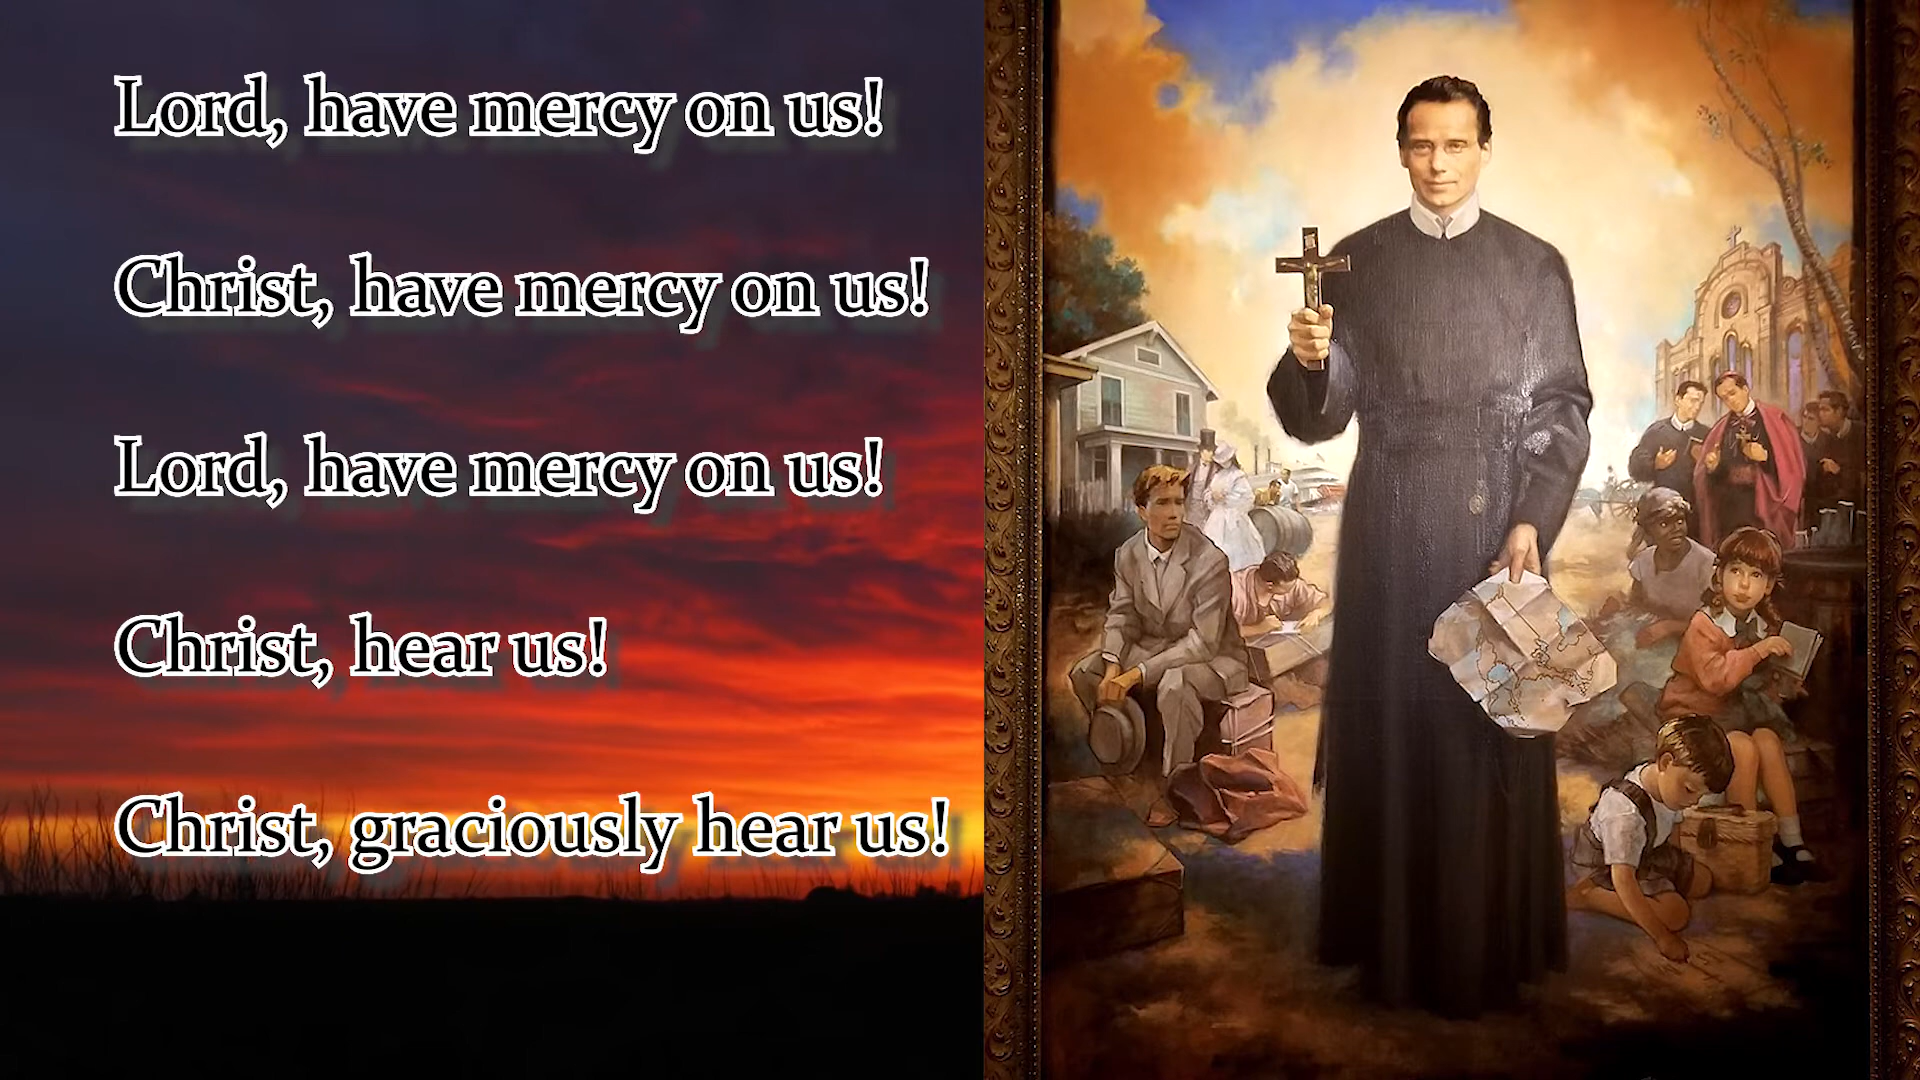 Lord, have mercy on us!
Christ, have mercy on us!
Lord, have mercy on us!
Christ, hear us!
Christ, graciously hear us!